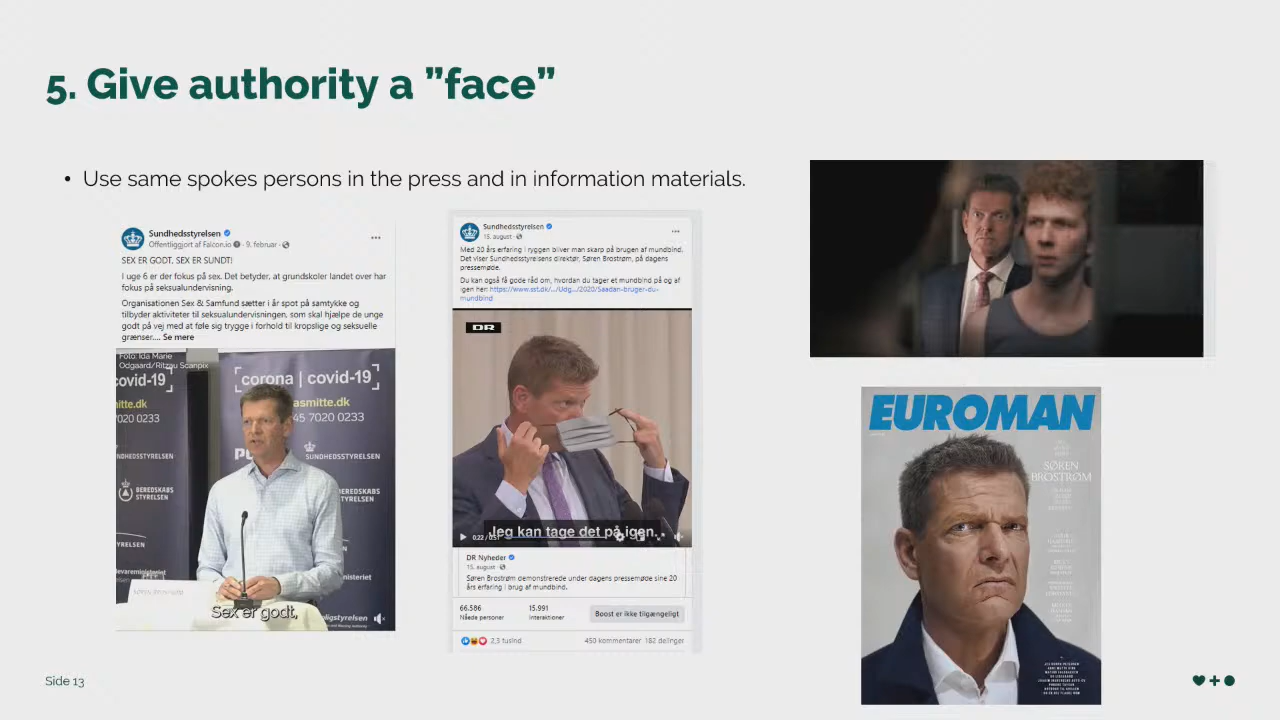 5. Give authority a ”face”
• Use same spokes persons in the press and in information materials.
Sundhedsstyrelsen
Offentliggjort af Falcon.io · 9. februar ·
SEX ER GODT, SEX ER SUNDT!
I uge 6 er der fokus på sex. Det betyder, at grundskoler landet over har
fokus på seksualundervisning.
Organisationen Sex & Samfund sætter i år spot på samtykke og
tilbyder aktiviteter til seksualundervisningen, som skal hjælpe de unge
godt på vej med at føle sig trygge i forhold til kropslige og seksuelle
grænser.... Se mere
Foto: Ida Marie
Odgaard/Ritzau Scanpix
covid-19
corona | covid-19
smitte.dk
asmitte.dk
7020 0233
45 7020 0233
SUNDHEDSSTYRELSEN
BEREDSKABS
STYRELSEN
Sex er godt,
Sundhedsstyrelsen
15. august ·
Med 20 års erfaring i ryggen bliver man skarp på brugen af mundbind.
Det viser Sundhedsstyrelsens direktør, Søren Brostrøm, på dagens
pressemøde.
Du kan også få gode råd om, hvordan du tager et mundbind på og af
igen her: https://www.sst.dk/.../Udg.../2020/Saadan-bruger-du-
mundbind
DR
Jeg kan tage det på igen.
0:22
DR Nyheder
15. august ·
Søren Brostrøm demonstrerede under dagens pressemøde sine 20
års erfaring i brug af mundbind.
66.586
Nåede personer
15.991
Interaktioner
Boost er ikke tilgængeligt
2,3 tusind
450 kommentarer 182 delinger
EUROMAN
SØREN
BROSTRØM
Side 13